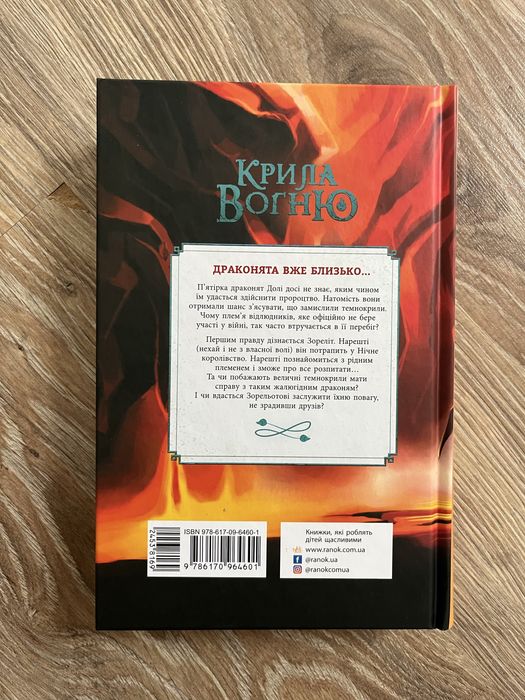 Крила
Вогню
ДРАКОНЯТА ВЖЕ БЛИЗЬКО...
П'ятірка драконят Долі досі не знає, яким чином
їм удасться здійснити пророцтво. Натомість вони
отримали шанс з'ясувати, що замислили темнокрили.
Чому плем'я відлюдників, яке офіційно не бере
участі у війні, так часто втручається в її перебіг?
Першим правду дізнається Зореліт. Нарешті
(нехай і не з власної волі) він потрапить у Нічне
королівство. Нарешті познайомиться з рідним
племенем і зможе про все розпитати...
Та чи побажають величні темнокрили мати
справу з таким жалюгідним драконям?
І чи вдасться Зорельотові заслужити їхню повагу,
не зрадивши друзів?
ISBN 978-617-09-6460-1
24538169
9 786170 964601
Книжки, які роблять
дітей щасливими
www.ranok.com.ua
@ranok.ua
@ranokcomua